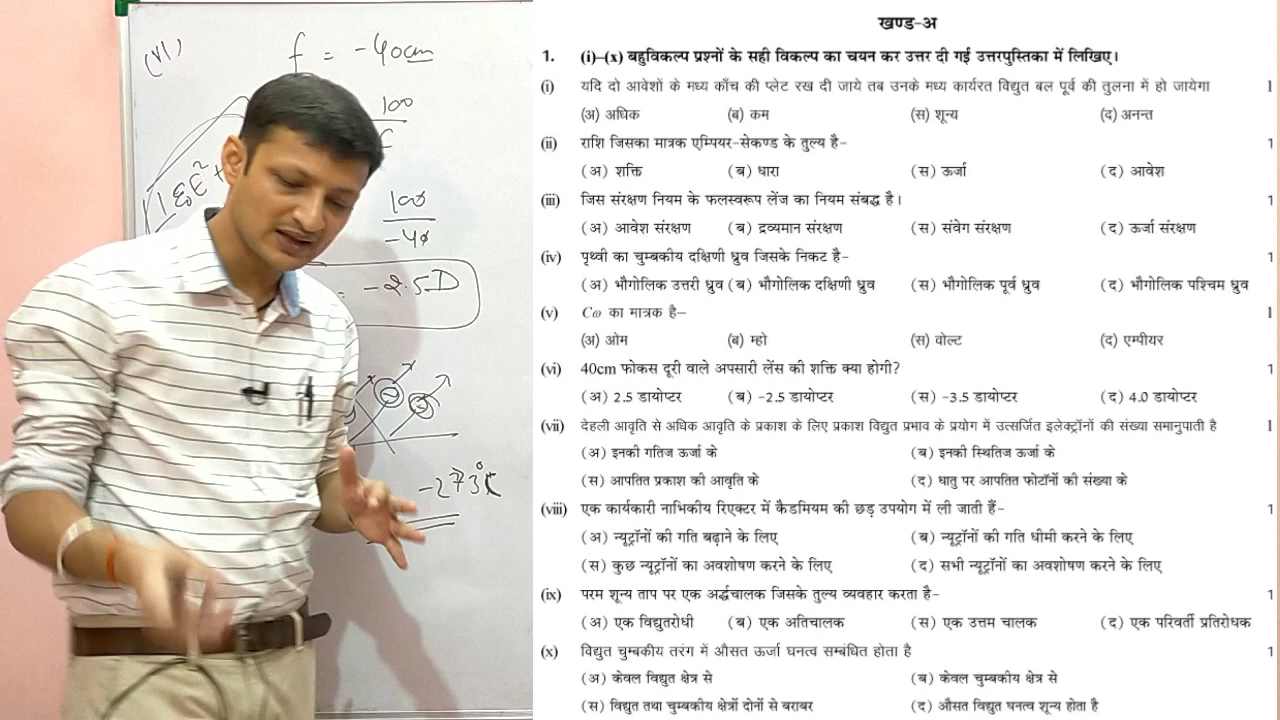 (vi)
f = -40cm
100
f
1 ε₀E² +
100
-40
= -2.5 D
-273°
खण्ड-अ
1. (i)–(x) बहुविकल्प प्रश्नों के सही विकल्प का चयन कर उत्तर दी गई उत्तरपुस्तिका में लिखिए।
(i) यदि दो आवेशों के मध्य काँच की प्लेट रख दी जाये तब उनके मध्य कार्यरत विद्युत बल पूर्व की तुलना में हो जायेगा 1
(अ) अधिक (ब) कम (स) शून्य (द) अनन्त
(ii) राशि जिसका मात्रक एम्पियर-सेकण्ड के तुल्य है- 1
(अ) शक्ति (ब) धारा (स) ऊर्जा (द) आवेश
(iii) जिस संरक्षण नियम के फलस्वरूप लेंज का नियम संबद्ध है। 1
(अ) आवेश संरक्षण (ब) द्रव्यमान संरक्षण (स) संवेग संरक्षण (द) ऊर्जा संरक्षण
(iv) पृथ्वी का चुम्बकीय दक्षिणी ध्रुव जिसके निकट है- 1
(अ) भौगोलिक उत्तरी ध्रुव (ब) भौगोलिक दक्षिणी ध्रुव (स) भौगोलिक पूर्व ध्रुव (द) भौगोलिक पश्चिम ध्रुव
(v) Cω का मात्रक है– 1
(अ) ओम (ब) म्हो (स) वोल्ट (द) एम्पीयर
(vi) 40cm फोकस दूरी वाले अपसारी लेंस की शक्ति क्या होगी? 1
(अ) 2.5 डायोप्टर (ब) -2.5 डायोप्टर (स) -3.5 डायोप्टर (द) 4.0 डायोप्टर
(vii) देहली आवृति से अधिक आवृति के प्रकाश के लिए प्रकाश विद्युत प्रभाव के प्रयोग में उत्सर्जित इलेक्ट्रॉनों की संख्या समानुपाती है 1
(अ) इनकी गतिज ऊर्जा के (ब) इनकी स्थितिज ऊर्जा के
(स) आपतित प्रकाश की आवृति के (द) धातु पर आपतित फोटॉनों की संख्या के
(viii) एक कार्यकारी नाभिकीय रिएक्टर में कैडमियम की छड़ उपयोग में ली जाती हैं- 1
(अ) न्यूट्रॉनों की गति बढ़ाने के लिए (ब) न्यूट्रॉनों की गति धीमी करने के लिए
(स) कुछ न्यूट्रॉनों का अवशोषण करने के लिए (द) सभी न्यूट्रॉनों का अवशोषण करने के लिए
(ix) परम शून्य ताप पर एक अर्द्धचालक जिसके तुल्य व्यवहार करता है- 1
(अ) एक विद्युतरोधी (ब) एक अतिचालक (स) एक उत्तम चालक (द) एक परिवर्ती प्रतिरोधक
(x) विद्युत चुम्बकीय तरंग में औसत ऊर्जा घनत्व सम्बंधित होता है 1
(अ) केवल विद्युत क्षेत्र से (ब) केवल चुम्बकीय क्षेत्र से
(स) विद्युत तथा चुम्बकीय क्षेत्रों दोनों से बराबर (द) औसत विद्युत घनत्व शून्य होता है